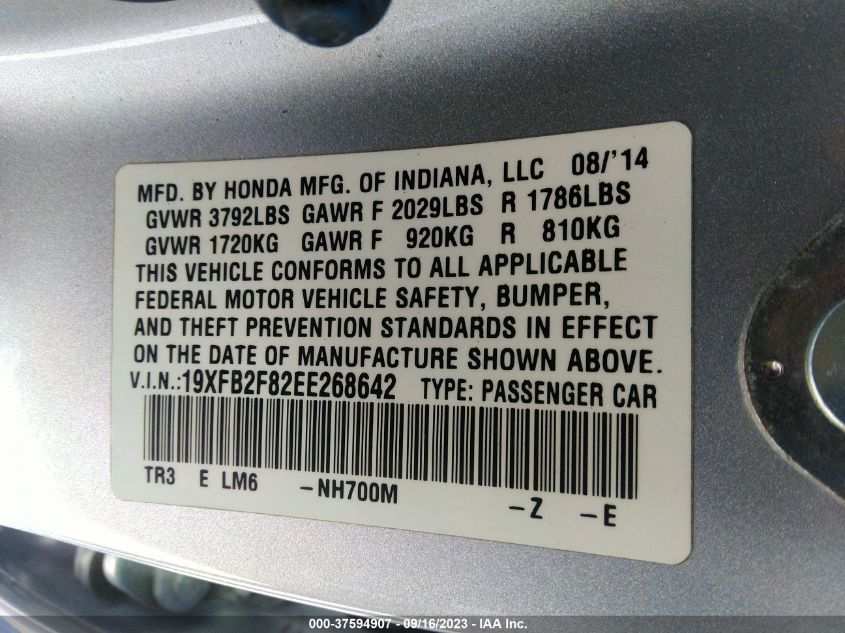 MFD. BY HONDA MFG. OF INDIANA, LLC 08/'14
GVWR 3792LBS GAWR F 2029LBS R 1786LBS
GVWR 1720KG GAWR F 920KG R 810KG
THIS VEHICLE CONFORMS TO ALL APPLICABLE
FEDERAL MOTOR VEHICLE SAFETY, BUMPER,
AND THEFT PREVENTION STANDARDS IN EFFECT
ON THE DATE OF MANUFACTURE SHOWN ABOVE.
V.I.N.:19XFB2F82EE268642 TYPE: PASSENGER CAR
TR3 E LM6 -NH700M -Z -E
000-37594907 - 09/16/2023 - IAA Inc.